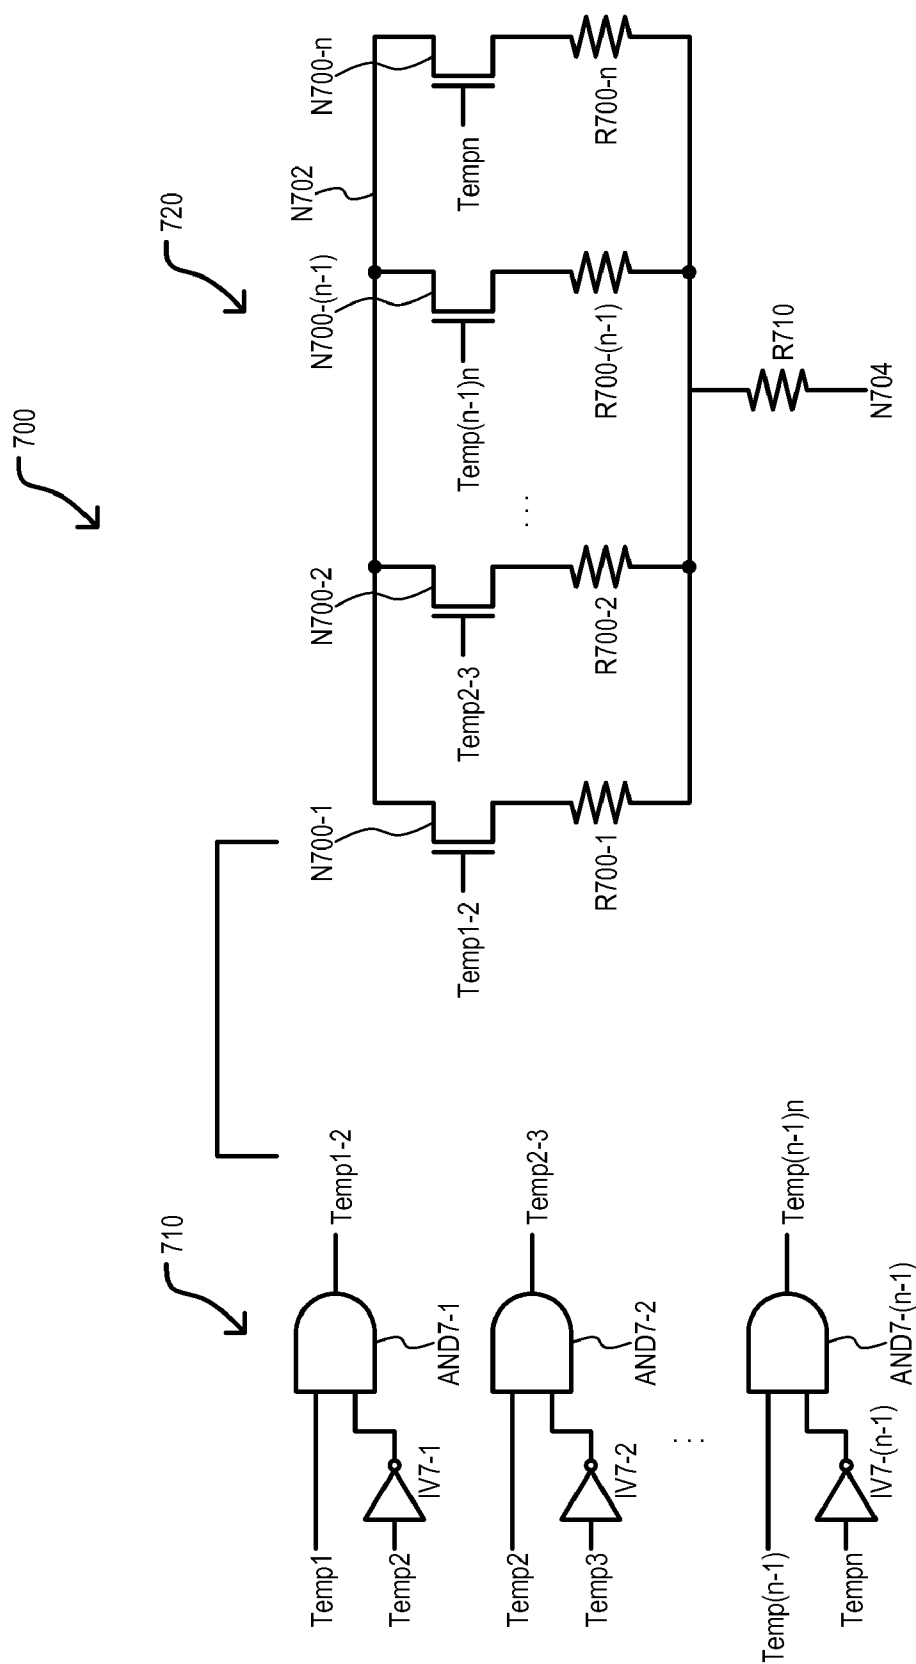 700
710
Temp1
Temp2
IV7-1
AND7-1
Temp1-2
Temp2
Temp3
IV7-2
AND7-2
Temp2-3
. . .
Temp(n-1)
Tempn
IV7-(n-1)
AND7-(n-1)
Temp(n-1)n
720
N702
N700-1
Temp1-2
R700-1
N700-2
Temp2-3
R700-2
. . .
N700-(n-1)
Temp(n-1)n
R700-(n-1)
N700-n
Tempn
R700-n
R710
N704